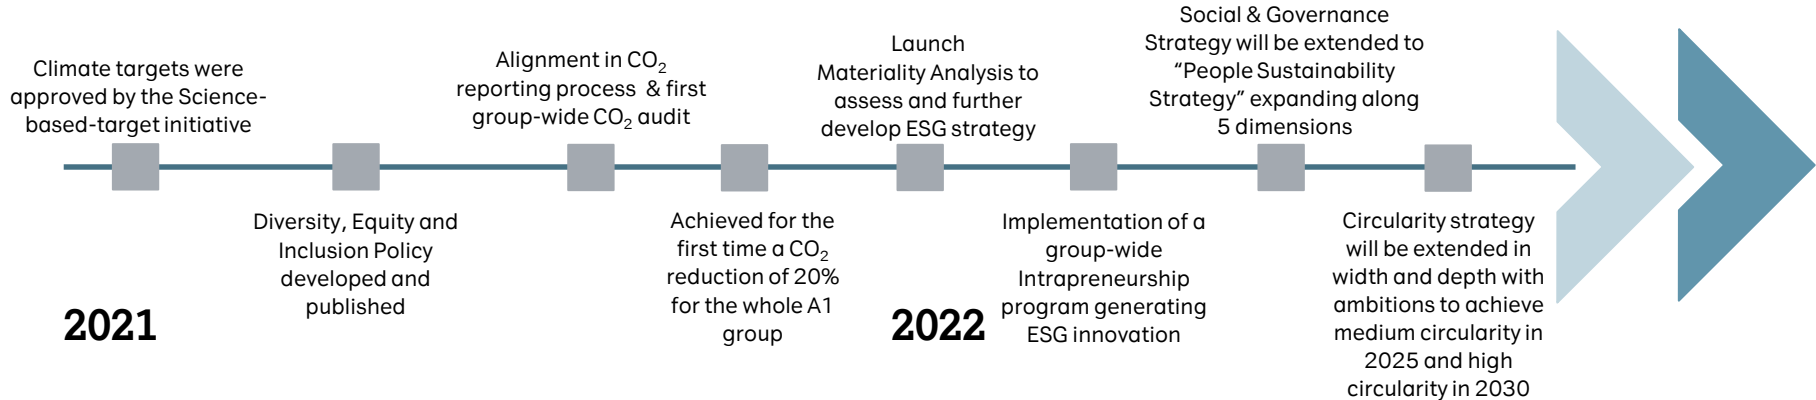 Climate targets were
approved by the Science-
based-target initiative
Diversity, Equity and
Inclusion Policy
developed and
published
2021
Alignment in CO₂
reporting process & first
group-wide CO₂ audit
Achieved for the
first time a CO₂
reduction of 20%
for the whole A1
group
Launch
Materiality Analysis to
assess and further
develop ESG strategy
2022
Implementation of a
group-wide
Intrapreneurship
program generating
ESG innovation
Social & Governance
Strategy will be extended to
“People Sustainability
Strategy” expanding along
5 dimensions
Circularity strategy
will be extended in
width and depth with
ambitions to achieve
medium circularity in
2025 and high
circularity in 2030